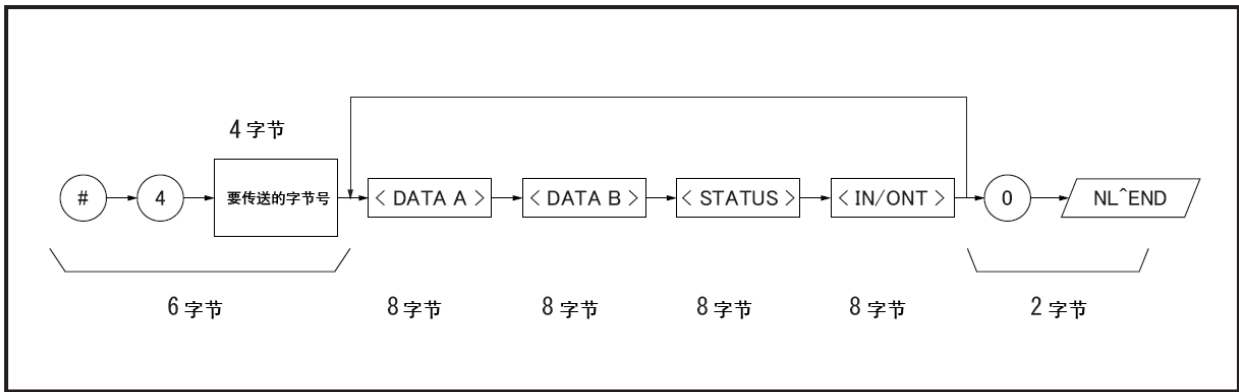 4 字节
# 4 要传送的字节号 < DATA A > < DATA B > < STATUS > < IN/ONT > 0 NL^END
6 字节 8 字节 8 字节 8 字节 8 字节 2 字节